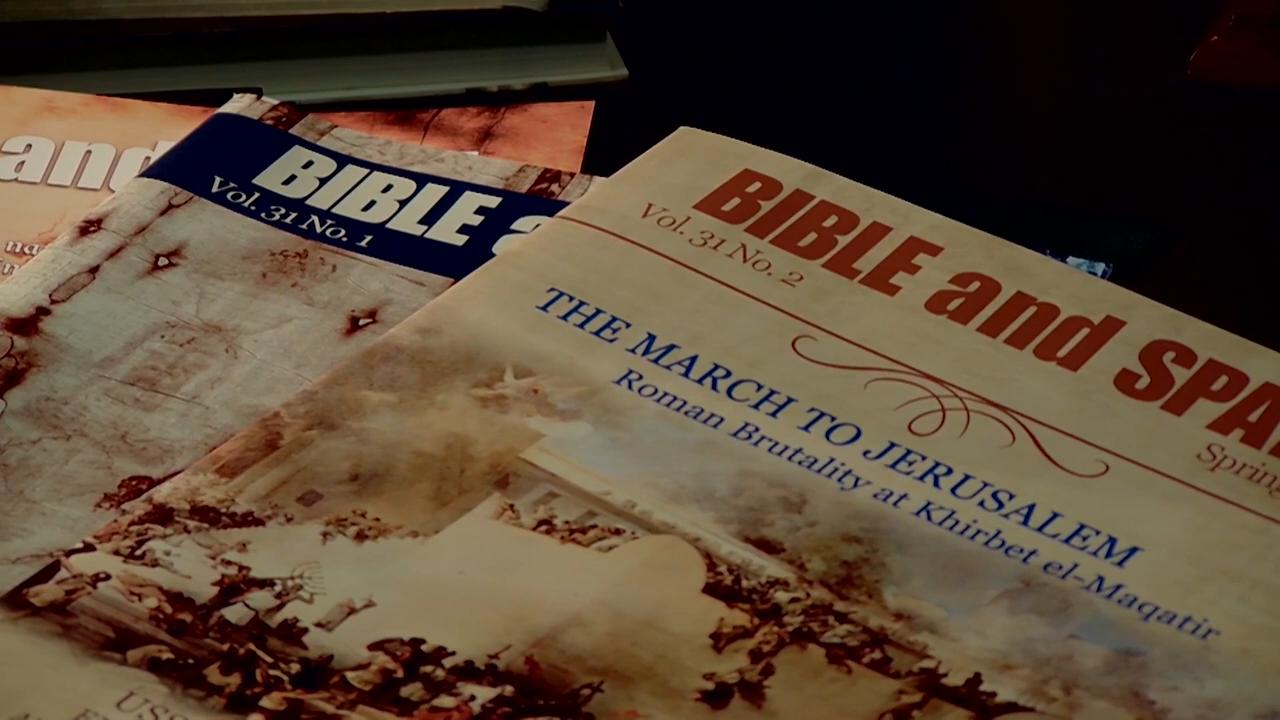 and
BIBLE a
Vol. 31 No. 1
BIBLE and SPA
Vol. 31 No. 2
Spring
THE MARCH TO JERUSALEM
Roman Brutality at Khirbet el-Maqatir